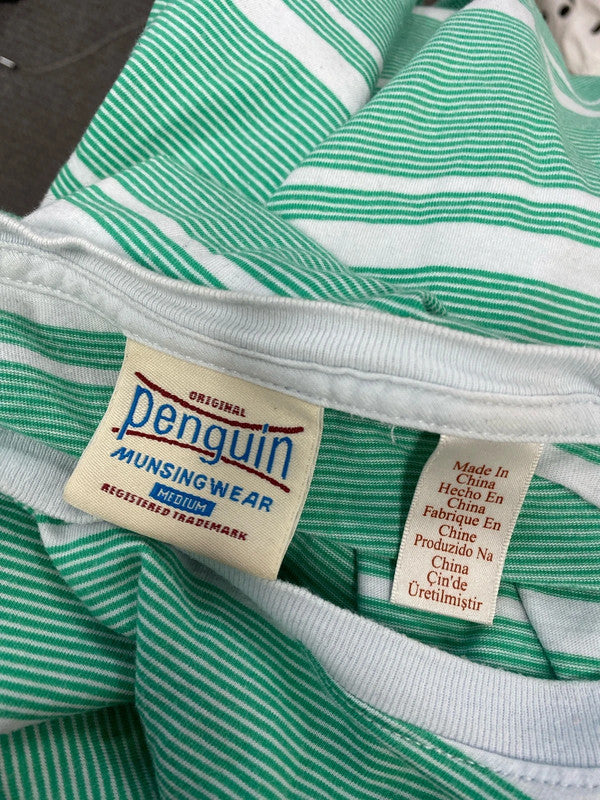 ORIGINAL
penguin
MUNSINGWEAR
MEDIUM
REGISTERED TRADEMARK
Made In
China
Hecho En
China
Fabrique En
Chine
Produzido Na
China
Çin'de
Üretilmiştir